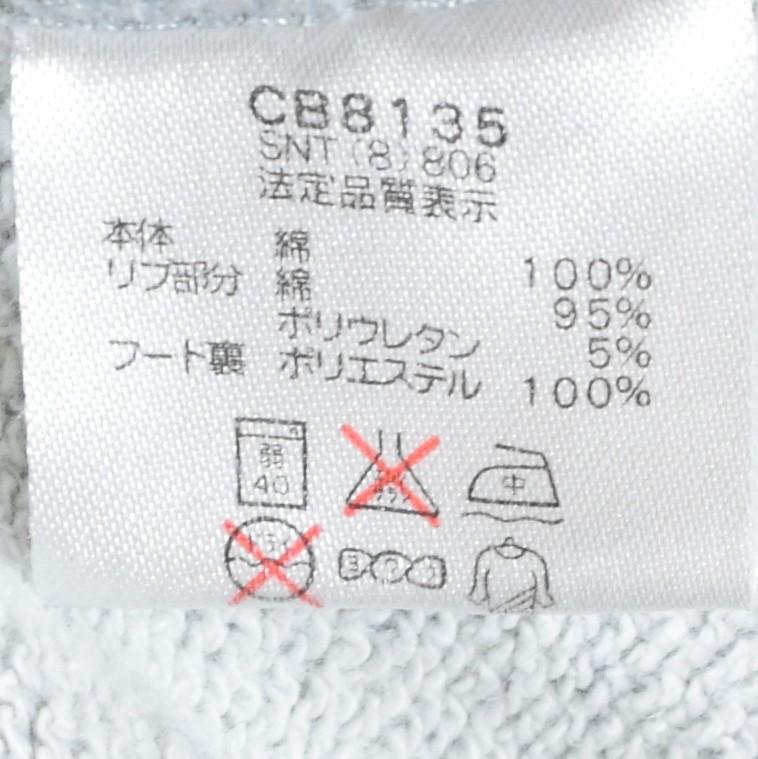 CB8135
SNT (8) 806
法定品質表示
本体 綿 100%
リブ部分 綿 95%
ポリウレタン 5%
フード裏 ポリエステル 100%
弱
40
中